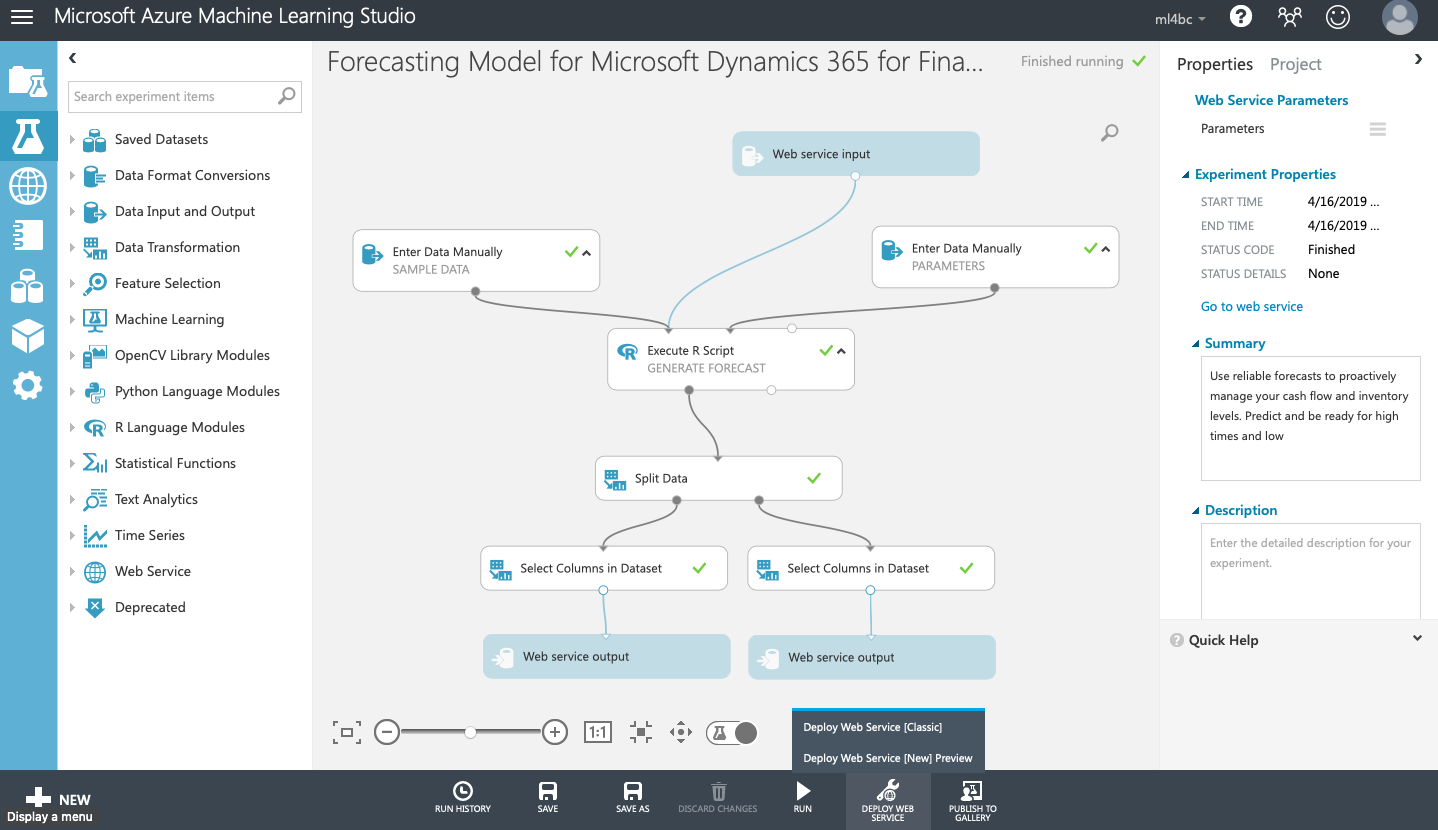 Microsoft Azure Machine Learning Studio
ml4bc
?
Forecasting Model for Microsoft Dynamics 365 for Fina...
Finished running
Search experiment items
Saved Datasets
Data Format Conversions
Data Input and Output
Data Transformation
Feature Selection
Machine Learning
OpenCV Library Modules
Python Language Modules
R Language Modules
Statistical Functions
Text Analytics
Time Series
Web Service
Deprecated
Web service input
Enter Data Manually
SAMPLE DATA
Enter Data Manually
PARAMETERS
R
Execute R Script
GENERATE FORECAST
Split Data
Select Columns in Dataset
Select Columns in Dataset
Web service output
Web service output
1:1
Deploy Web Service [Classic]
Deploy Web Service [New] Preview
Properties
Project
Web Service Parameters
Parameters
Experiment Properties
START TIME 4/16/2019 ...
END TIME 4/16/2019 ...
STATUS CODE Finished
STATUS DETAILS None
Go to web service
Summary
Use reliable forecasts to proactively
manage your cash flow and inventory
levels. Predict and be ready for high
times and low
Description
Enter the detailed description for your
experiment.
? Quick Help
NEW
Display a menu
RUN HISTORY
SAVE
SAVE AS
DISCARD CHANGES
RUN
DEPLOY WEB
SERVICE
PUBLISH TO
GALLERY